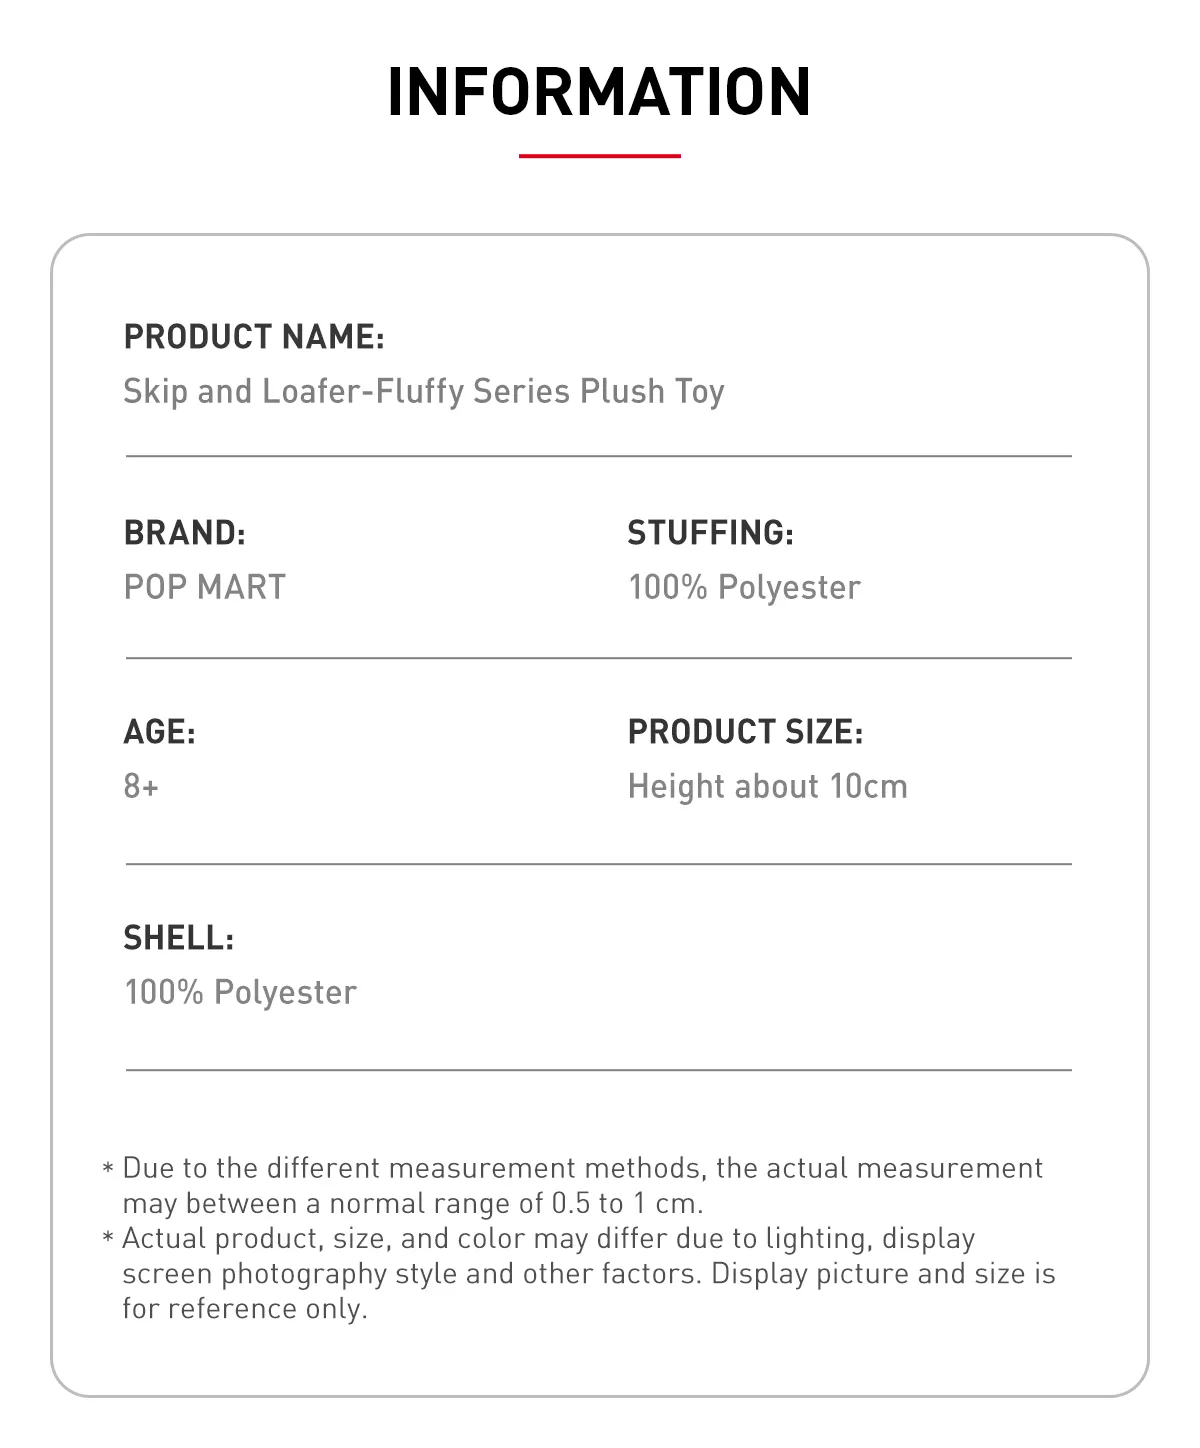 INFORMATION
PRODUCT NAME:
Skip and Loafer-Fluffy Series Plush Toy
BRAND:
POP MART
STUFFING:
100% Polyester
AGE:
8+
PRODUCT SIZE:
Height about 10cm
SHELL:
100% Polyester
* Due to the different measurement methods, the actual measurement
may between a normal range of 0.5 to 1 cm.
* Actual product, size, and color may differ due to lighting, display
screen photography style and other factors. Display picture and size is
for reference only.